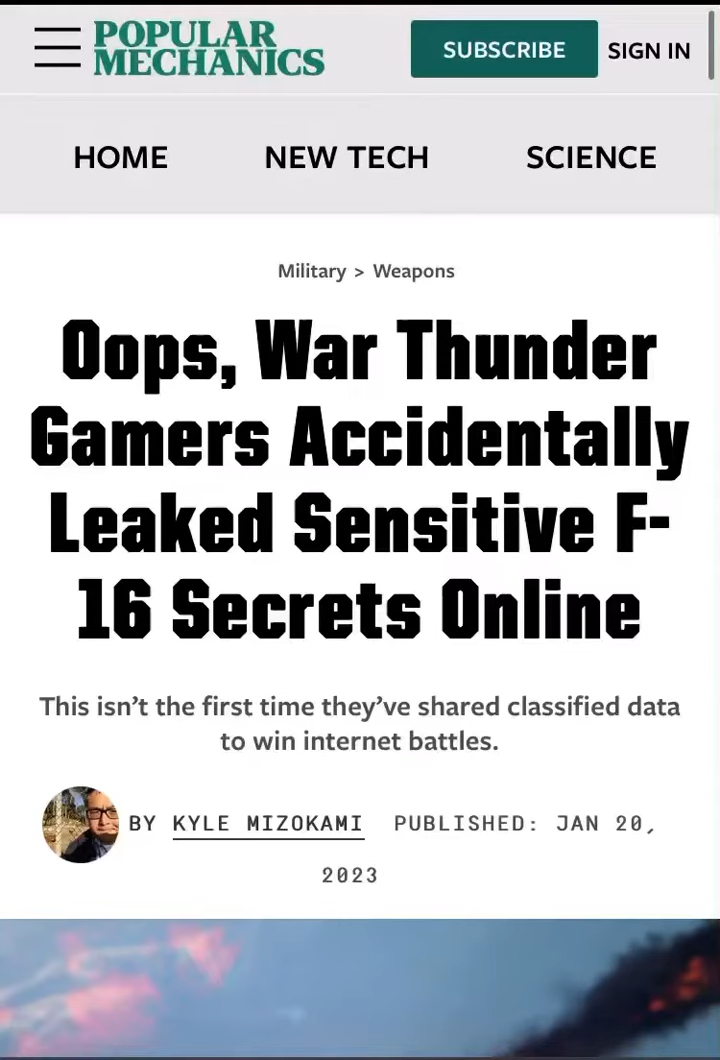 POPULAR
MECHANICS
SUBSCRIBE
SIGN IN
HOME
NEW TECH
SCIENCE
Military > Weapons
Oops, War Thunder
Gamers Accidentally
Leaked Sensitive F-
16 Secrets Online
This isn’t the first time they’ve shared classified data
to win internet battles.
BY KYLE MIZOKAMI PUBLISHED: JAN 20,
2023